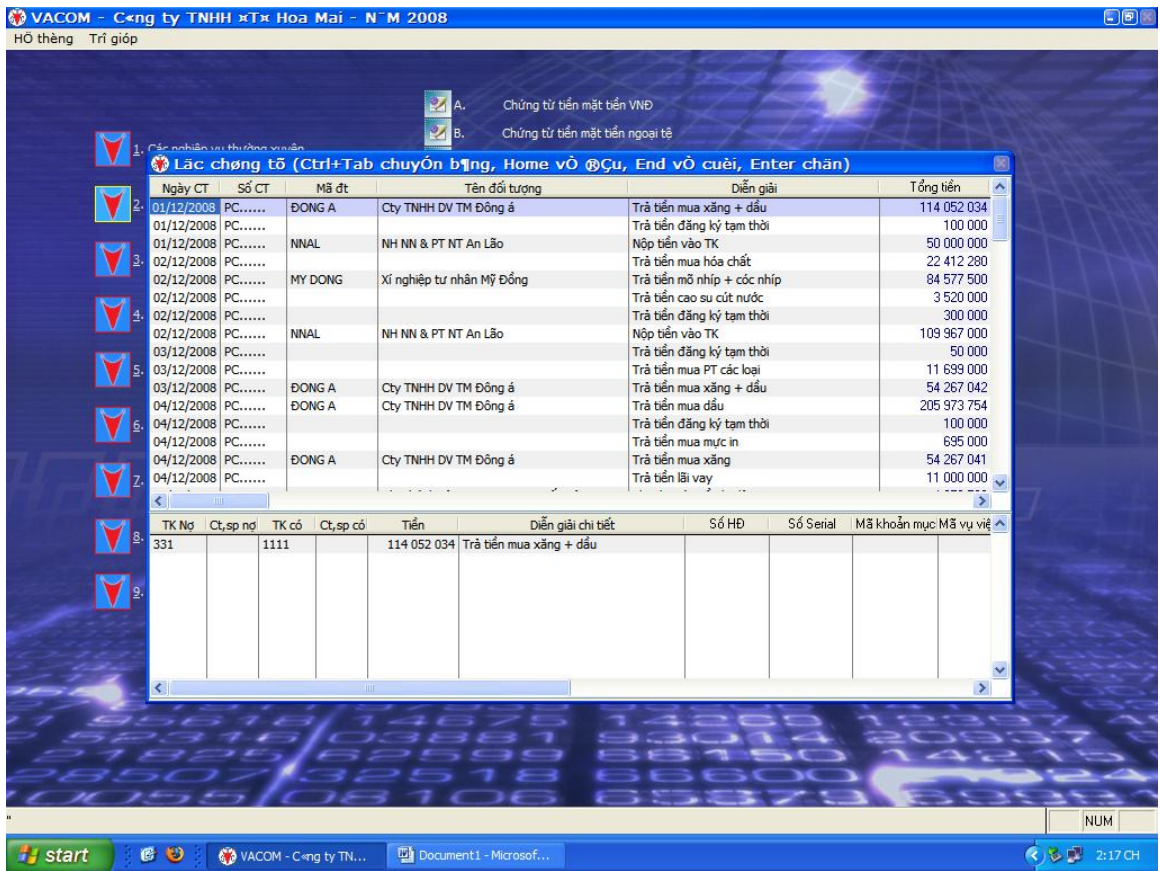 VACOM - C«ng ty TNHH ¤T¤ Hoa Mai - N¨M 2008
HÖ thèng Trî gióp
A. Chứng từ tiền mặt tiền VNĐ
B. Chứng từ tiền mặt tiền ngoại tệ
1. Các nghiệp vụ thường xuyên
Läc chøng tõ (Ctrl+Tab chuyÓn b¶ng, Home vÒ ®Çu, End vÒ cuèi, Enter chän)
Ngày CT Số CT Mã đt Tên đối tượng Diễn giải Tổng tiền
2. 01/12/2008 PC...... ĐONG A Cty TNHH DV TM Đông á Trả tiền mua xăng + dầu 114 052 034
01/12/2008 PC...... Trả tiền đăng ký tạm thời 100 000
01/12/2008 PC...... NNAL NH NN & PT NT An Lão Nộp tiền vào TK 50 000 000
3. 02/12/2008 PC...... Trả tiền mua hóa chất 22 412 280
02/12/2008 PC...... MY DONG Xí nghiệp tư nhân Mỹ Đồng Trả tiền mõ nhíp + cóc nhíp 84 577 500
02/12/2008 PC...... Trả tiền cao su cút nước 3 520 000
4. 02/12/2008 PC...... Trả tiền đăng ký tạm thời 300 000
02/12/2008 PC...... NNAL NH NN & PT NT An Lão Nộp tiền vào TK 109 967 000
03/12/2008 PC...... Trả tiền đăng ký tạm thời 50 000
5. 03/12/2008 PC...... Trả tiền mua PT các loại 11 699 000
03/12/2008 PC...... ĐONG A Cty TNHH DV TM Đông á Trả tiền mua xăng + dầu 54 267 042
04/12/2008 PC...... ĐONG A Cty TNHH DV TM Đông á Trả tiền mua dầu 205 973 754
6. 04/12/2008 PC...... Trả tiền đăng ký tạm thời 100 000
04/12/2008 PC...... Trả tiền mua mực in 695 000
04/12/2008 PC...... ĐONG A Cty TNHH DV TM Đông á Trả tiền mua xăng 54 267 041
7. 04/12/2008 PC...... Trả tiền lãi vay 11 000 000
TK Nợ Ct,sp nợ TK có Ct,sp có Tiền Diễn giải chi tiết Số HĐ Số Serial Mã khoản mục Mã vụ việ
8. 331 1111 114 052 034 Trả tiền mua xăng + dầu
9.
NUM
start VACOM - C«ng ty TN... Document1 - Microsof... 2:17 CH